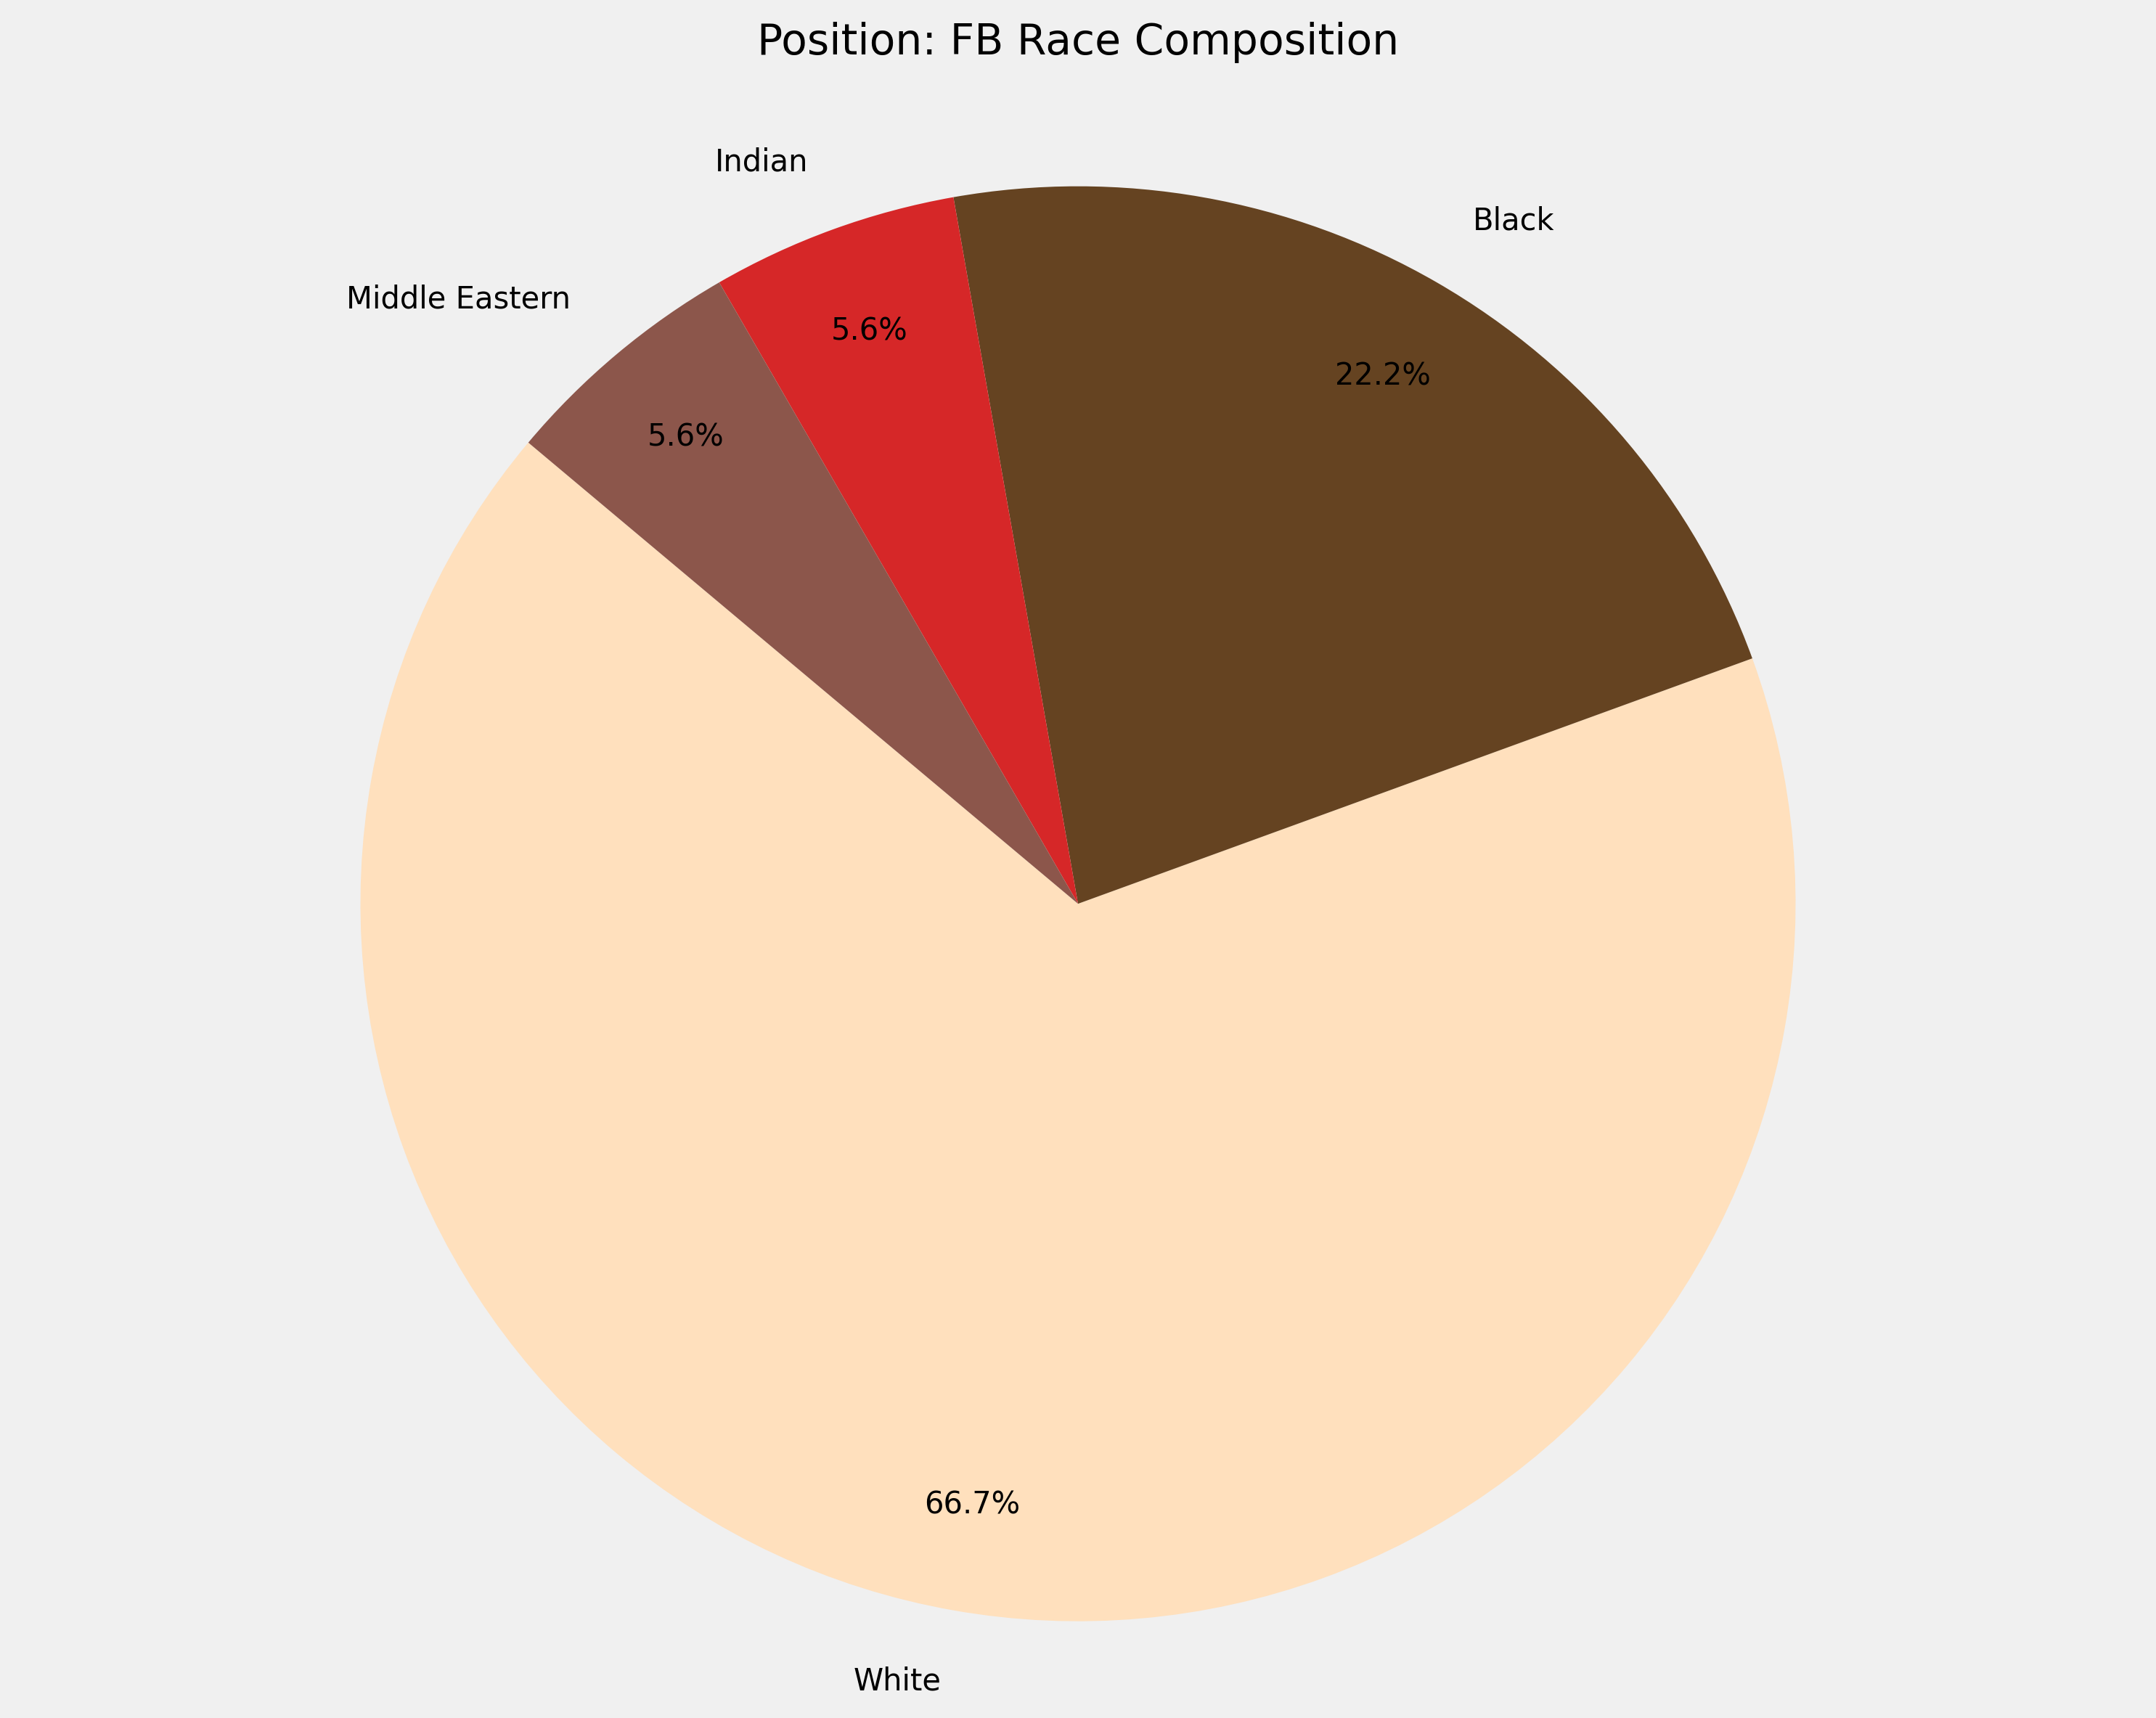 Position: FB Race Composition
Indian
Black
Middle Eastern
5.6%
22.2%
5.6%
66.7%
White